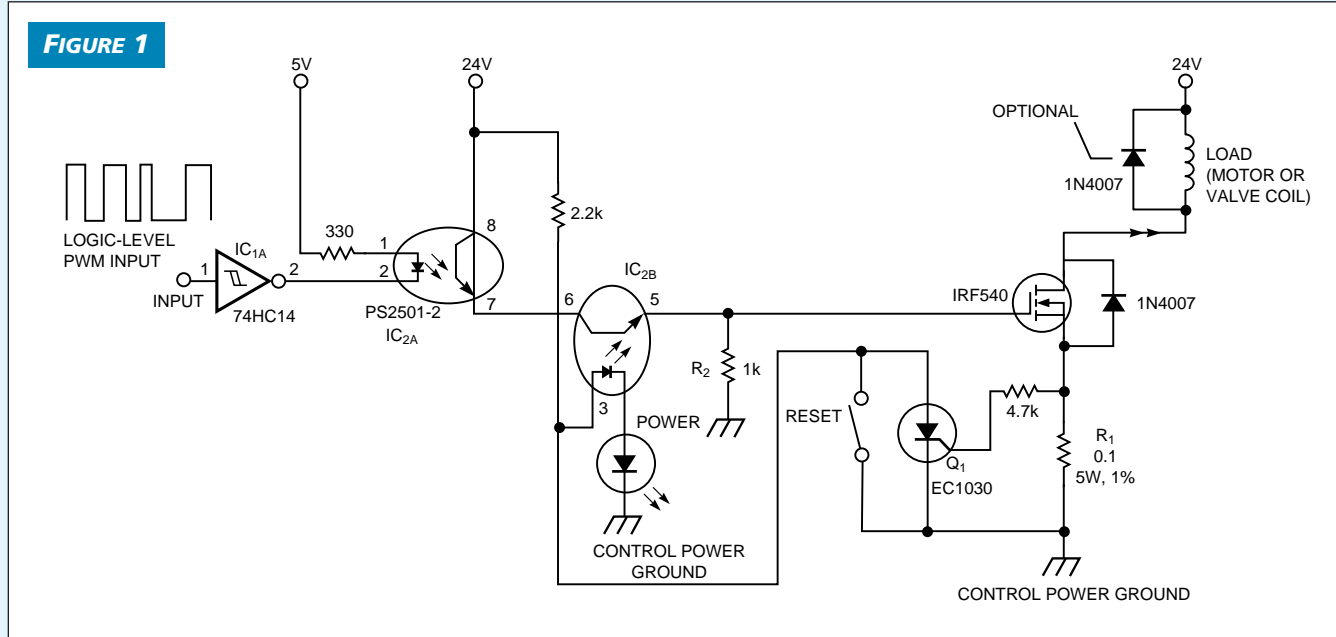 FIGURE 1
5V
24V
24V
OPTIONAL
1N4007
LOAD
(MOTOR OR
VALVE COIL)
LOGIC-LEVEL
PWM INPUT
330
1
2
8
7
2.2k
IC1A
1
2
INPUT
74HC14
PS2501-2
IC2A
IC2B
6
5
3
POWER
R2
1k
CONTROL POWER
GROUND
RESET
Q1
EC1030
4.7k
IRF540
1N4007
R1
0.1
5W, 1%
CONTROL POWER GROUND